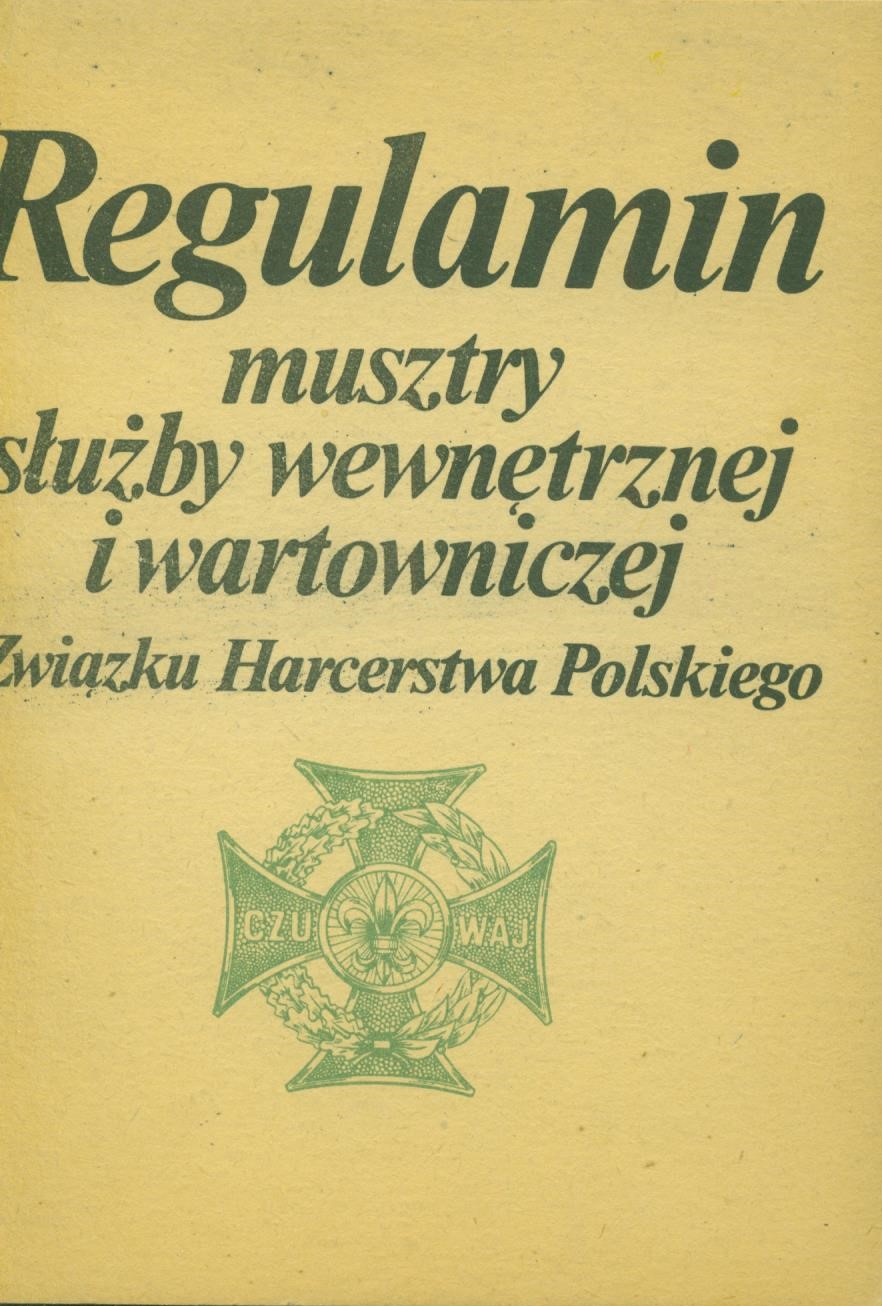 Regulamin
musztry
służby wewnętrznej
i wartowniczej
Związku Harcerstwa Polskiego
CZU WAJ